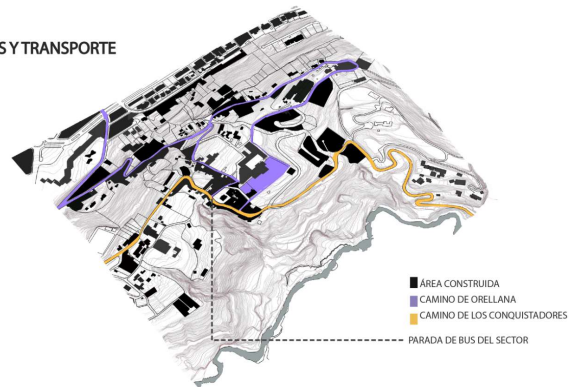 S Y TRANSPORTE
ÁREA CONSTRUIDA
CAMINO DE ORELLANA
CAMINO DE LOS CONQUISTADORES
PARADA DE BUS DEL SECTOR